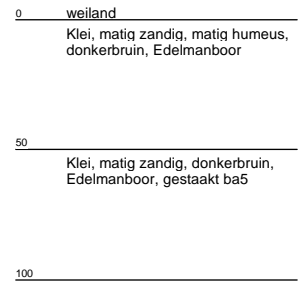 0 weiland
Klei, matig zandig, matig humeus,
donkerbruin, Edelmanboor
50
Klei, matig zandig, donkerbruin,
Edelmanboor, gestaakt ba5
100